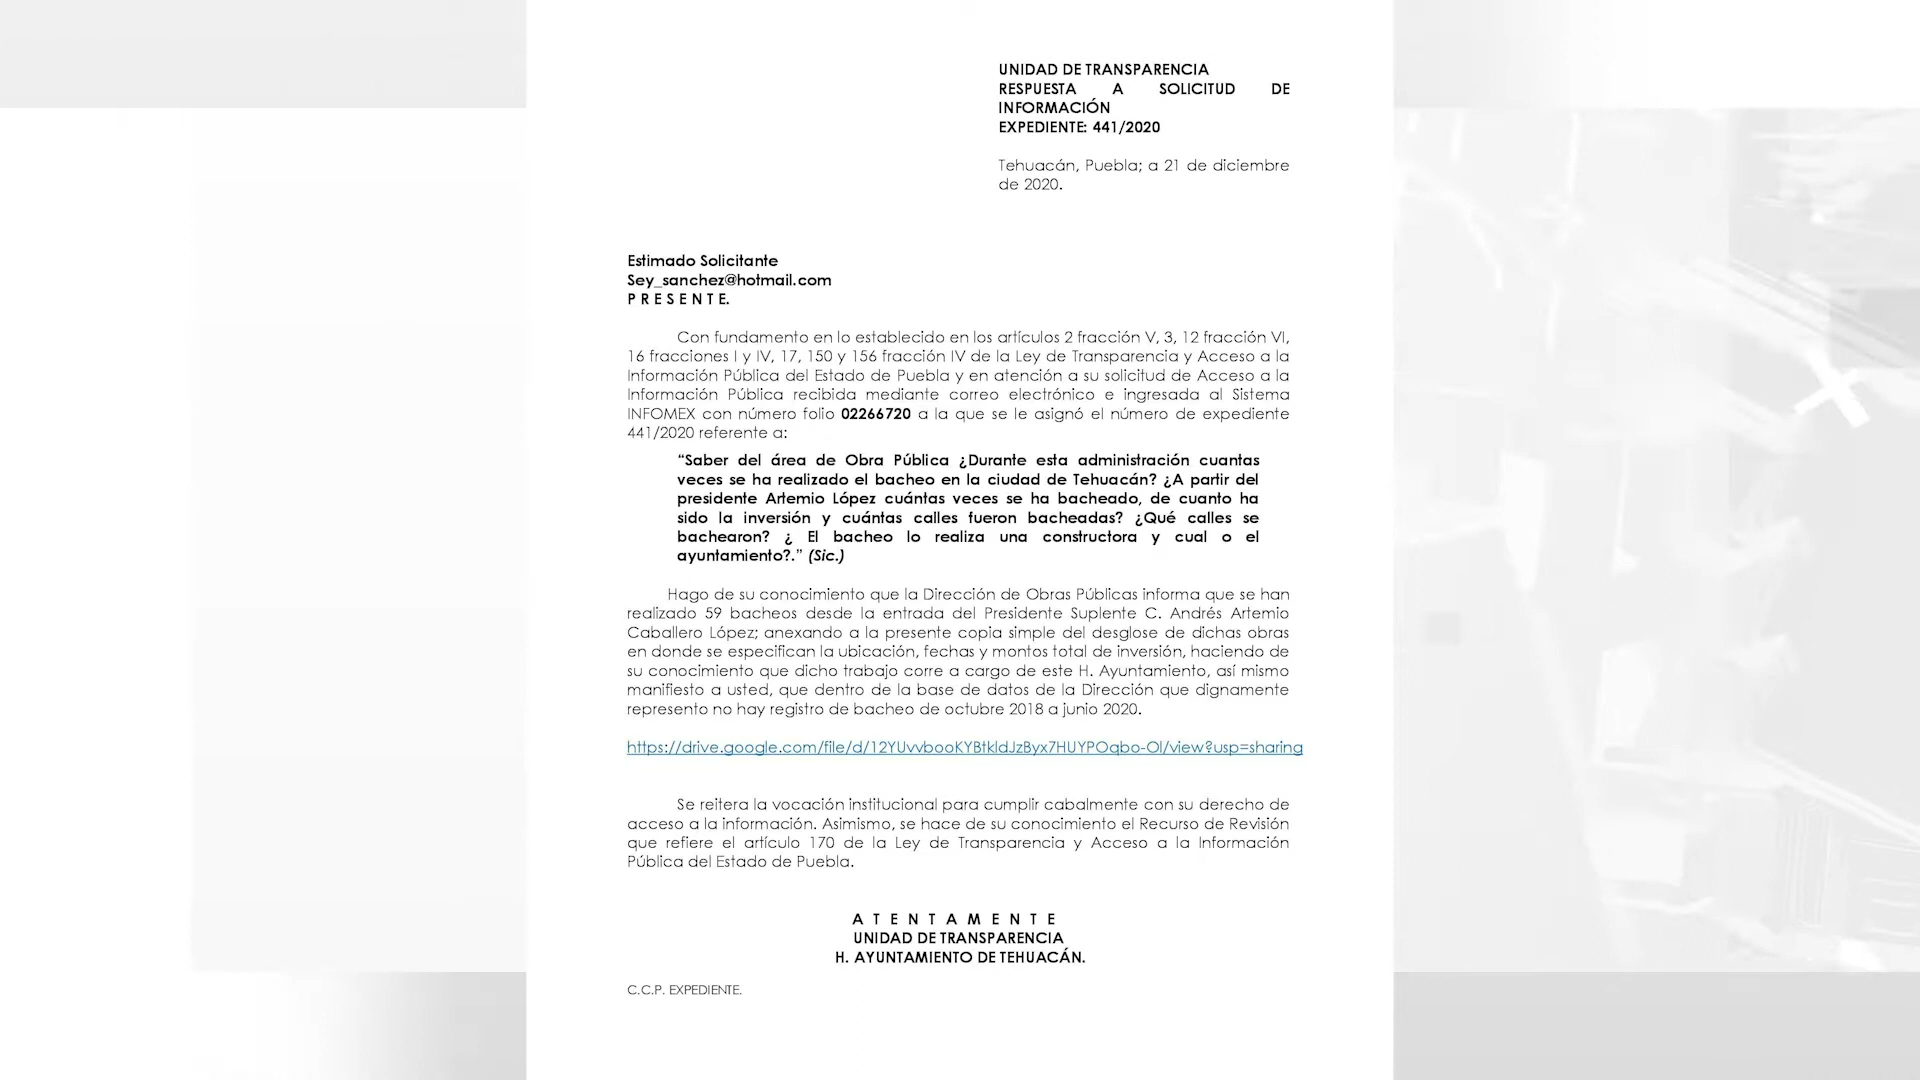 UNIDAD DE TRANSPARENCIA
RESPUESTA A SOLICITUD DE
INFORMACIÓN
EXPEDIENTE: 441/2020
Tehuacán, Puebla; a 21 de diciembre
de 2020.
Estimado Solicitante
Sey_sanchez@hotmail.com
P R E S E N T E.
Con fundamento en lo establecido en los artículos 2 fracción V, 3, 12 fracción VI,
16 fracciones I y IV, 17, 150 y 156 fracción IV de la Ley de Transparencia y Acceso a la
Información Pública del Estado de Puebla y en atención a su solicitud de Acceso a la
Información Pública recibida mediante correo electrónico e ingresada al Sistema
INFOMEX con número folio 02266720 a la que se le asignó el número de expediente
441/2020 referente a:
“Saber del área de Obra Pública ¿Durante esta administración cuantas
veces se ha realizado el bacheo en la ciudad de Tehuacán? ¿A partir del
presidente Artemio López cuántas veces se ha bacheado, de cuanto ha
sido la inversión y cuántas calles fueron bacheadas? ¿Qué calles se
bachearon? ¿ El bacheo lo realiza una constructora y cual o el
ayuntamiento?.” (Sic.)
Hago de su conocimiento que la Dirección de Obras Públicas informa que se han
realizado 59 bacheos desde la entrada del Presidente Suplente C. Andrés Artemio
Caballero López; anexando a la presente copia simple del desglose de dichas obras
en donde se especifican la ubicación, fechas y montos total de inversión, haciendo de
su conocimiento que dicho trabajo corre a cargo de este H. Ayuntamiento, así mismo
manifiesto a usted, que dentro de la base de datos de la Dirección que dignamente
represento no hay registro de bacheo de octubre 2018 a junio 2020.
https://drive.google.com/file/d/12YUvvbooKYBtkldJzByx7HUYPOqbo-OI/view?usp=sharing
Se reitera la vocación institucional para cumplir cabalmente con su derecho de
acceso a la información. Asimismo, se hace de su conocimiento el Recurso de Revisión
que refiere el artículo 170 de la Ley de Transparencia y Acceso a la Información
Pública del Estado de Puebla.
A T E N T A M E N T E
UNIDAD DE TRANSPARENCIA
H. AYUNTAMIENTO DE TEHUACÁN.
C.C.P. EXPEDIENTE.